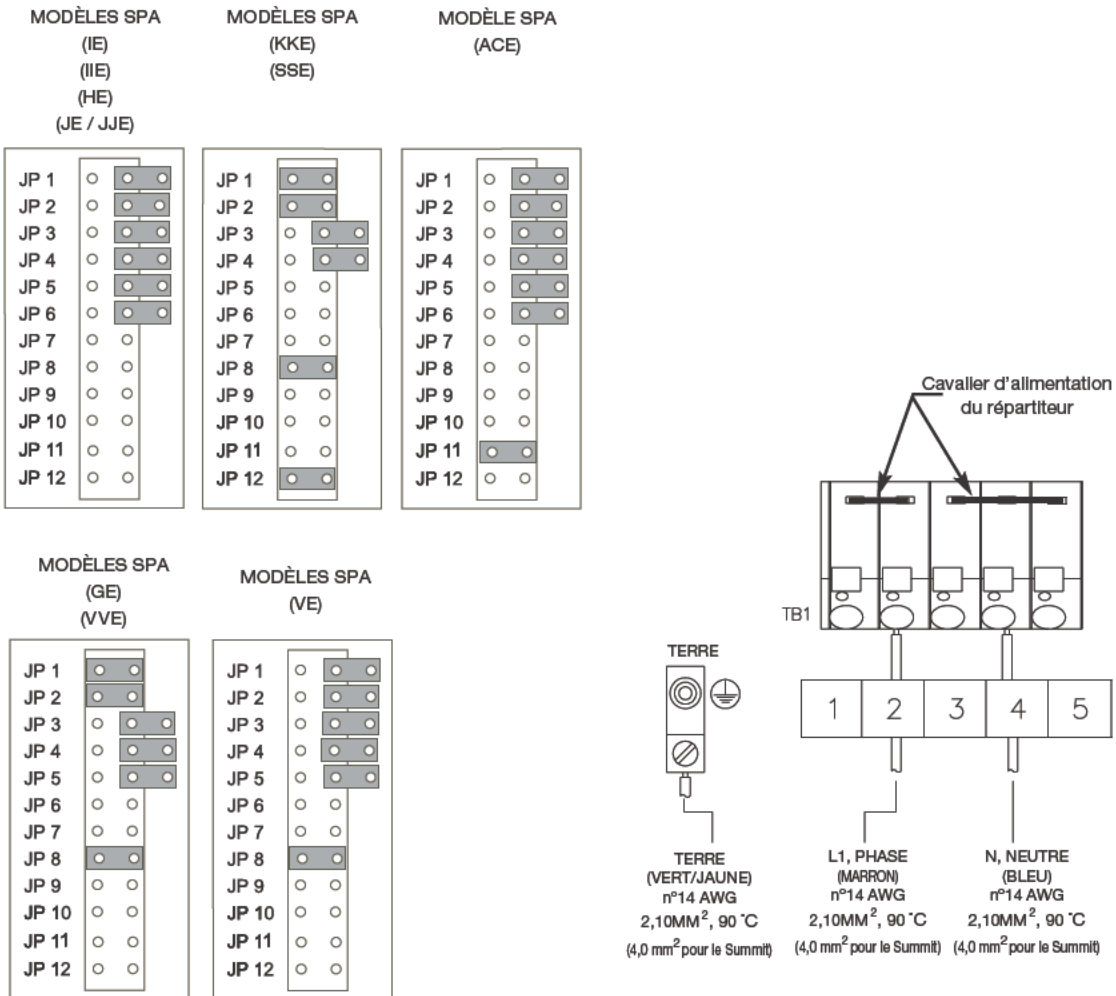 MODÈLES SPA
(IE)
(IIE)
(HE)
(JE / JJE)
JP 1
JP 2
JP 3
JP 4
JP 5
JP 6
JP 7
JP 8
JP 9
JP 10
JP 11
JP 12
MODÈLES SPA
(KKE)
(SSE)
JP 1
JP 2
JP 3
JP 4
JP 5
JP 6
JP 7
JP 8
JP 9
JP 10
JP 11
JP 12
MODÈLE SPA
(ACE)
JP 1
JP 2
JP 3
JP 4
JP 5
JP 6
JP 7
JP 8
JP 9
JP 10
JP 11
JP 12
MODÈLES SPA
(GE)
(VVE)
JP 1
JP 2
JP 3
JP 4
JP 5
JP 6
JP 7
JP 8
JP 9
JP 10
JP 11
JP 12
MODÈLES SPA
(VE)
JP 1
JP 2
JP 3
JP 4
JP 5
JP 6
JP 7
JP 8
JP 9
JP 10
JP 11
JP 12
Cavalier d'alimentation
du répartiteur
TB1
TERRE
1 2 3 4 5
TERRE
(VERT/JAUNE)
n°14 AWG
2,10MM², 90 °C
(4,0 mm² pour le Summit)
L1, PHASE
(MARRON)
n°14 AWG
2,10MM², 90 °C
(4,0 mm² pour le Summit)
N, NEUTRE
(BLEU)
n°14 AWG
2,10MM², 90 °C
(4,0 mm² pour le Summit)